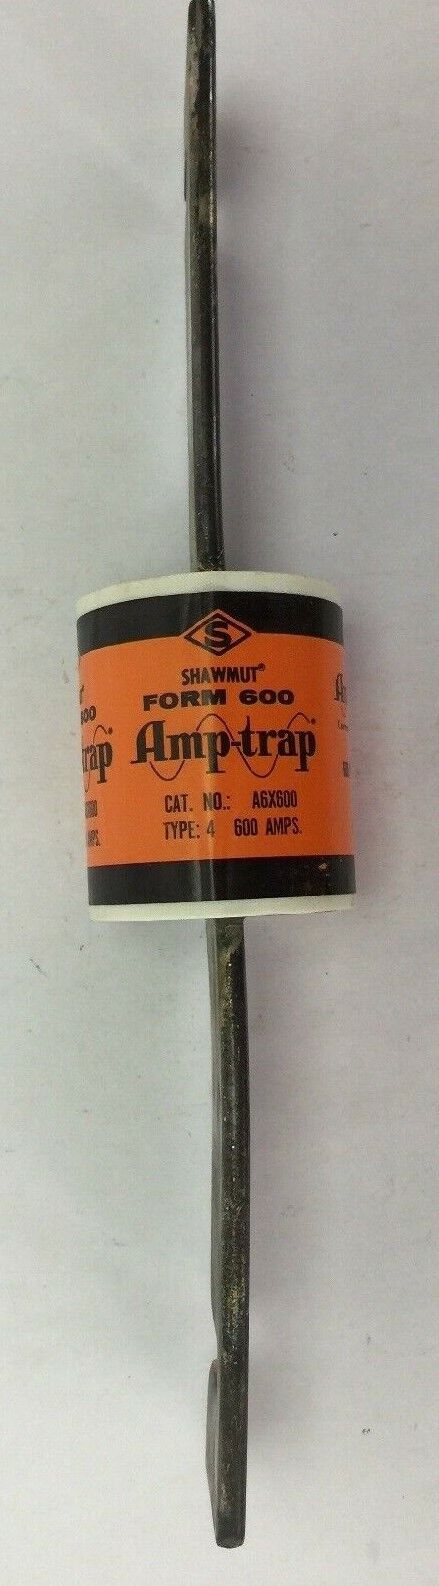 S
SHAWMUT®
FORM 600
Amp-trap®
CAT. NO.: A6X600
TYPE: 4 600 AMPS.